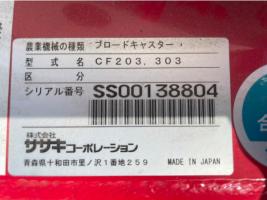 農業機械の種類 ブロードキャスター
型式名 CF203, 303
区分
シリアル番号 SS00138804
株式会社
ササキコーポレーション
青森県十和田市里ノ沢1番地259
MADE IN JAPAN